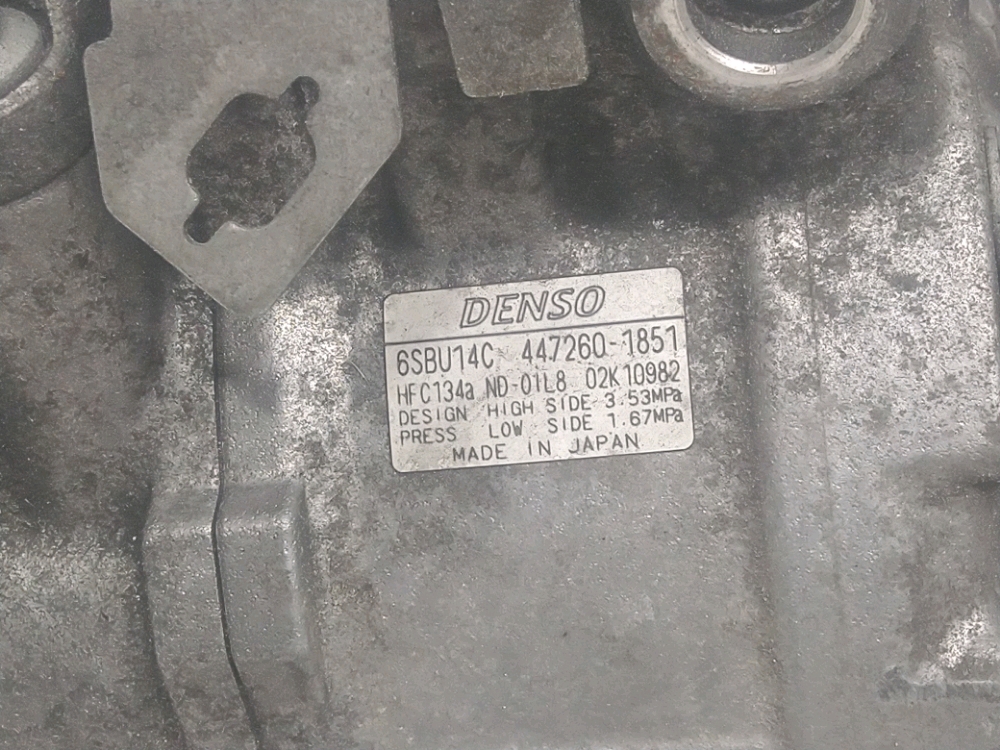 DENSO
6SBU14C 447260-1851
HFC134a ND-OIL8 02K10982
DESIGN HIGH SIDE 3.53MPa
PRESS LOW SIDE 1.67MPa
MADE IN JAPAN